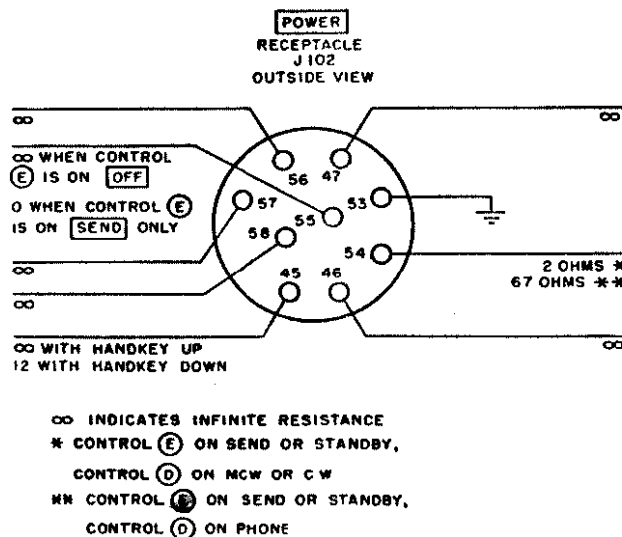 POWER
RECEPTACLE
J102
OUTSIDE VIEW
∞
∞
∞ WHEN CONTROL
Ⓔ IS ON OFF
0 WHEN CONTROL Ⓔ
IS ON SEND ONLY
56
47
57
53
55
58
54
45
46
∞
2 OHMS *
67 OHMS **
∞
∞ WITH HANDKEY UP
12 WITH HANDKEY DOWN
∞
∞ INDICATES INFINITE RESISTANCE
* CONTROL Ⓔ ON SEND OR STANDBY,
CONTROL Ⓓ ON MCW OR CW
** CONTROL Ⓔ ON SEND OR STANDBY,
CONTROL Ⓓ ON PHONE